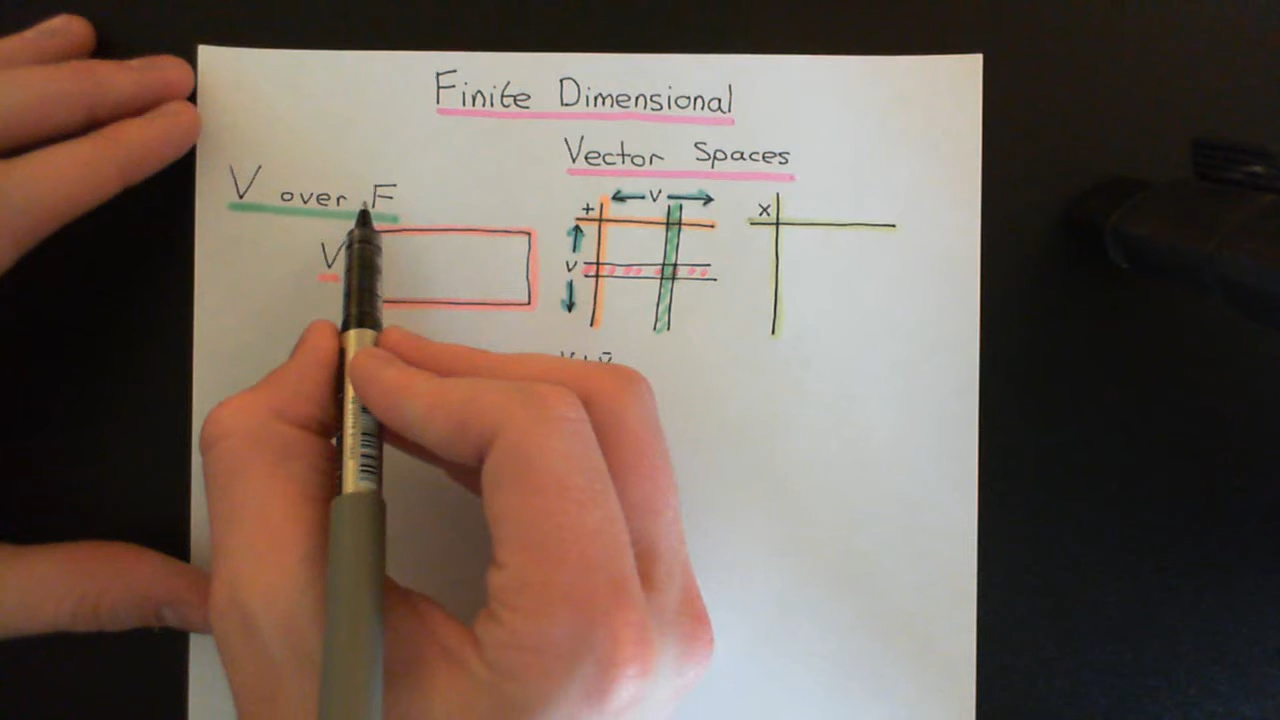 Finite Dimensional
Vector Spaces
V over F
V
+
V
V
x